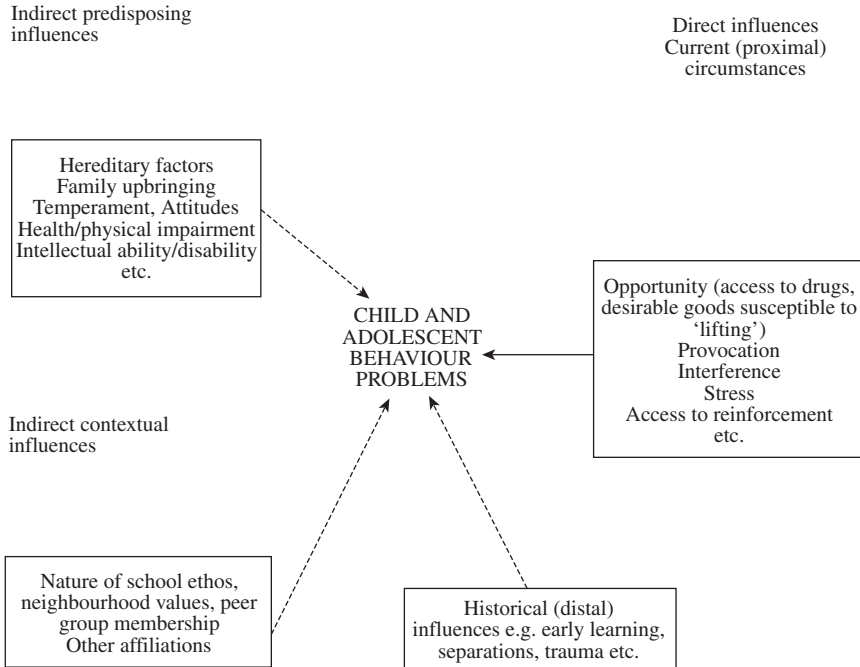 Indirect predisposing
influences
Direct influences
Current (proximal)
circumstances
Hereditary factors
Family upbringing
Temperament, Attitudes
Health/physical impairment
Intellectual ability/disability
etc.
Opportunity (access to drugs,
desirable goods susceptible to
‘lifting’)
Provocation
Interference
Stress
Access to reinforcement
etc.
CHILD AND
ADOLESCENT
BEHAVIOUR
PROBLEMS
Indirect contextual
influences
Nature of school ethos,
neighbourhood values, peer
group membership
Other affiliations
Historical (distal)
influences e.g. early learning,
separations, trauma etc.